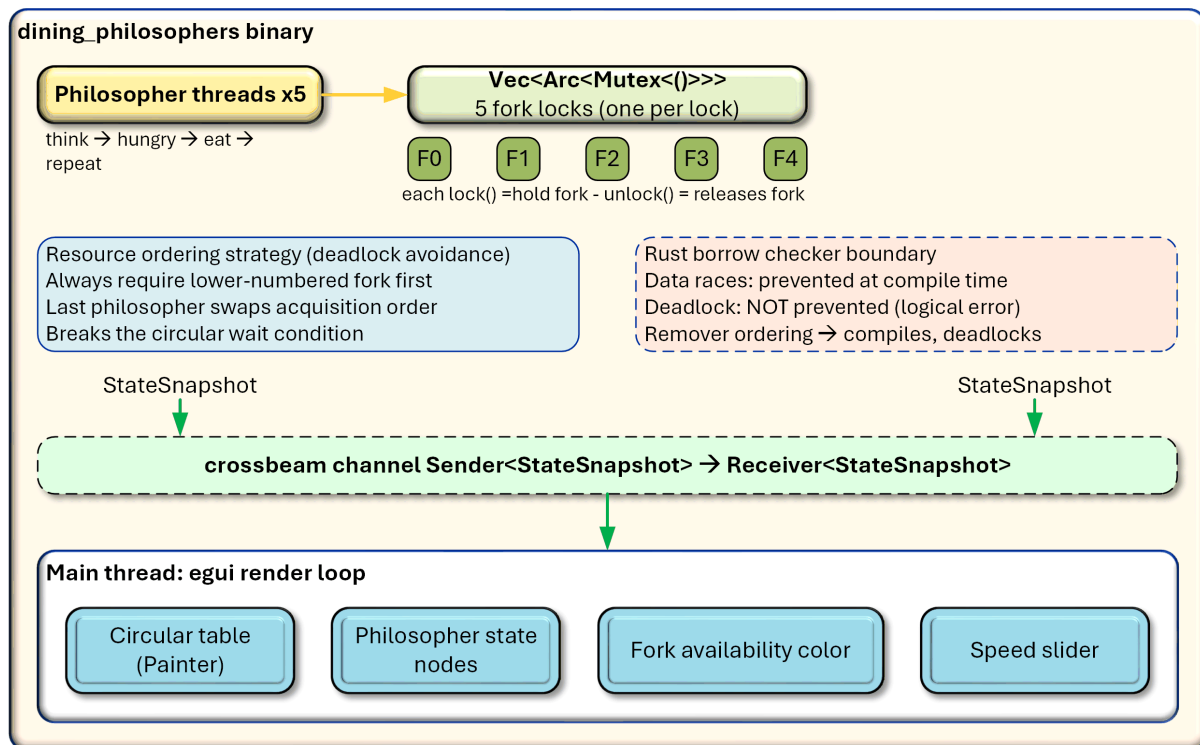 dining_philosophers binary
Philosopher threads x5
Vec<Arc<Mutex<()>>>
5 fork locks (one per lock)
think → hungry → eat →
repeat
F0 F1 F2 F3 F4
each lock() =hold fork - unlock() = releases fork
Resource ordering strategy (deadlock avoidance)
Always require lower-numbered fork first
Last philosopher swaps acquisition order
Breaks the circular wait condition
Rust borrow checker boundary
Data races: prevented at compile time
Deadlock: NOT prevented (logical error)
Remover ordering → compiles, deadlocks
StateSnapshot
StateSnapshot
crossbeam channel Sender<StateSnapshot> → Receiver<StateSnapshot>
Main thread: egui render loop
Circular table
(Painter)
Philosopher state
nodes
Fork availability color
Speed slider